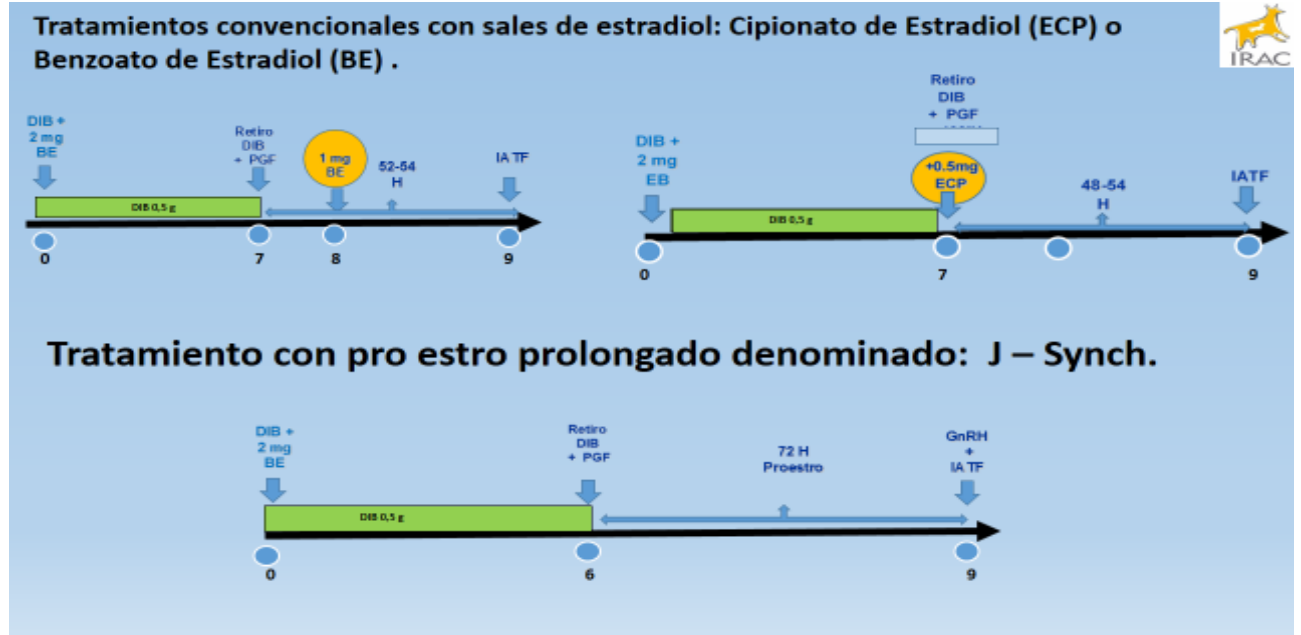 Tratamientos convencionales con sales de estradiol: Cipionato de Estradiol (ECP) o
Benzoato de Estradiol (BE) .
IRAC
DIB +
2 mg
BE
Retiro
DIB
+ PGF
1 mg
BE
52-54
H
IA TF
DIB 0,5 g
0
7
8
9
DIB +
2 mg
EB
Retiro
DIB
+ PGF
+0.5mg
ECP
48-54
H
IATF
DIB 0,5 g
0
7
9
Tratamiento con pro estro prolongado denominado: J – Synch.
DIB +
2 mg
BE
Retiro
DIB
+ PGF
72 H
Proestro
GnRH
+
IA TF
DIB 0,5 g
0
6
9